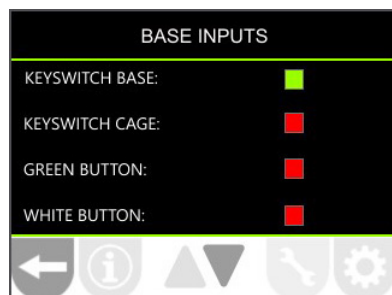 BASE INPUTS
KEYSWITCH BASE:
KEYSWITCH CAGE:
GREEN BUTTON:
WHITE BUTTON: